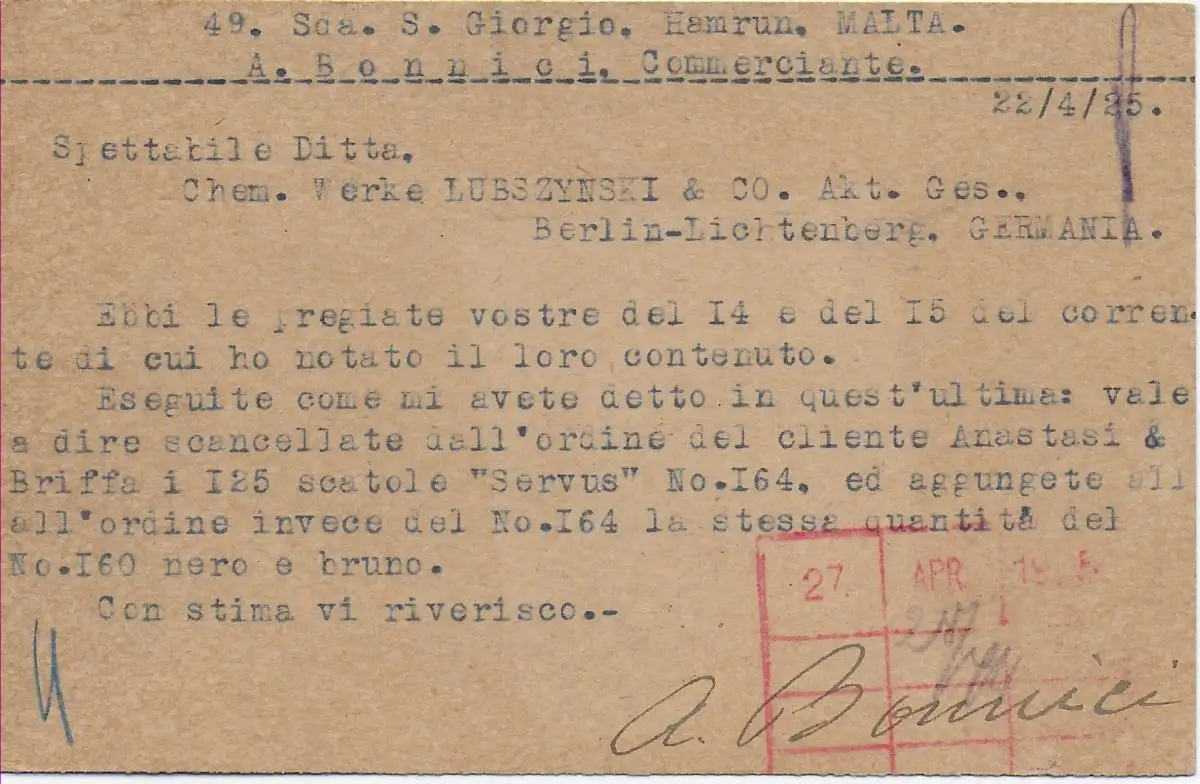 49. Sda. S. Giorgio. Hamrun. MALTA.
A. Bonnici. Commerciante.
22/4/25.
Spettabile Ditta.
Chem. Werke LUBSZYNSKI & CO. Akt. Ges..
Berlin-Lichtenberg. GERMANIA.
Ebbi le pregiate vostre del I4 e del I5 del corren-
te di cui ho notato il loro contenuto.
Eseguite come mi avete detto in quest'ultima: vale
a dire scancellate dall'ordine del cliente Anastasi &
Briffa i I25 scatole "Servus" No.I64. ed aggungete all
all'ordine invece del No.I64 la stessa quantità del
No.I60 nero e bruno.
Con stima vi riverisco.-
27. APR.
A. Bonnici